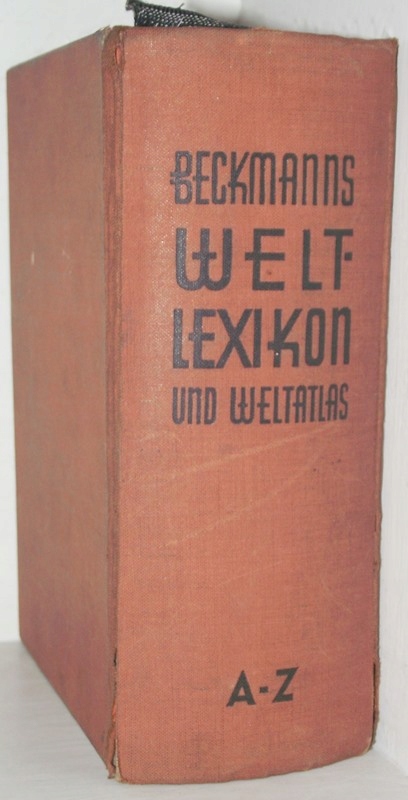 BECKMANNS
WELT-
LEXIKON
UND WELTATLAS
A-Z